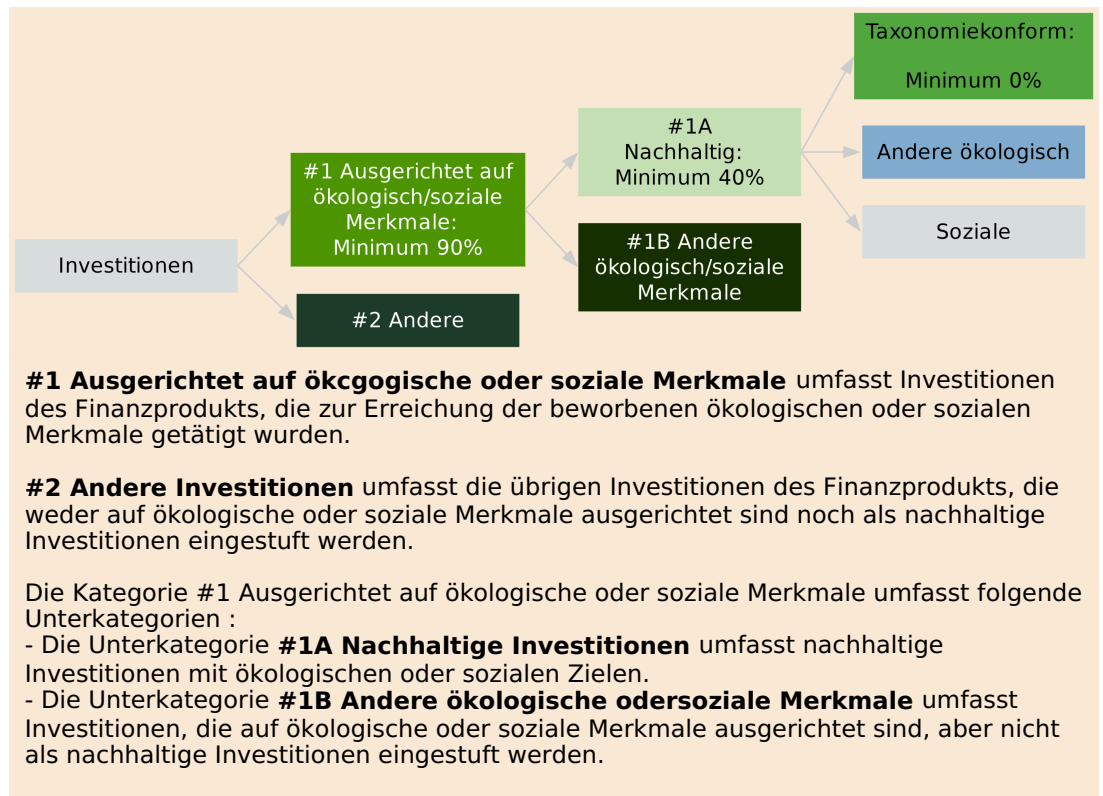 Taxonomiekonform:
Minimum 0%
#1A
Nachhaltig:
Minimum 40%
Andere ökologisch
#1 Ausgerichtet auf
ökologisch/soziale
Merkmale:
Minimum 90%
Soziale
#1B Andere
ökologisch/soziale
Merkmale
Investitionen
#2 Andere
#1 Ausgerichtet auf ökcgogische oder soziale Merkmale umfasst Investitionen
des Finanzprodukts, die zur Erreichung der beworbenen ökologischen oder sozialen
Merkmale getätigt wurden.
#2 Andere Investitionen umfasst die übrigen Investitionen des Finanzprodukts, die
weder auf ökologische oder soziale Merkmale ausgerichtet sind noch als nachhaltige
Investitionen eingestuft werden.
Die Kategorie #1 Ausgerichtet auf ökologische oder soziale Merkmale umfasst folgende
Unterkategorien :
- Die Unterkategorie #1A Nachhaltige Investitionen umfasst nachhaltige
Investitionen mit ökologischen oder sozialen Zielen.
- Die Unterkategorie #1B Andere ökologische odersoziale Merkmale umfasst
Investitionen, die auf ökologische oder soziale Merkmale ausgerichtet sind, aber nicht
als nachhaltige Investitionen eingestuft werden.